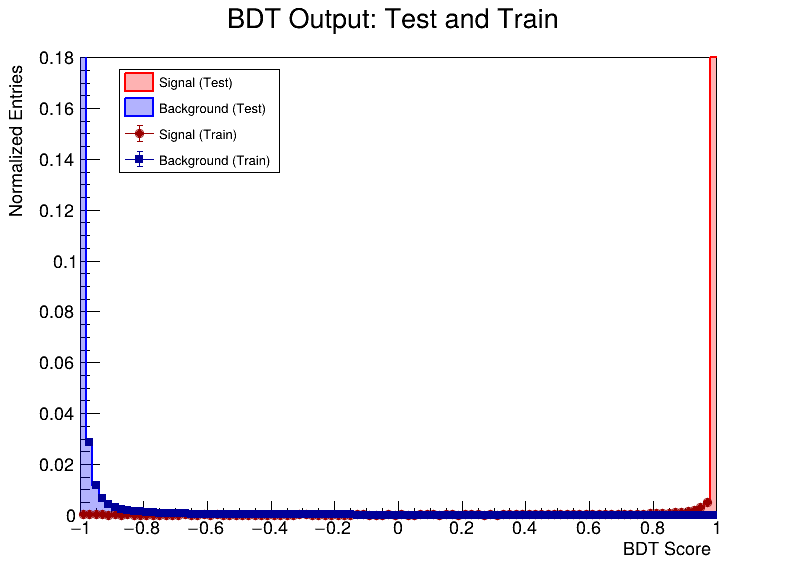 BDT Output: Test and Train
Normalized Entries
0.18
0.16
0.14
0.12
0.1
0.08
0.06
0.04
0.02
0
Signal (Test)
Background (Test)
Signal (Train)
Background (Train)
−1 −0.8 −0.6 −0.4 −0.2 0 0.2 0.4 0.6 0.8 1
BDT Score